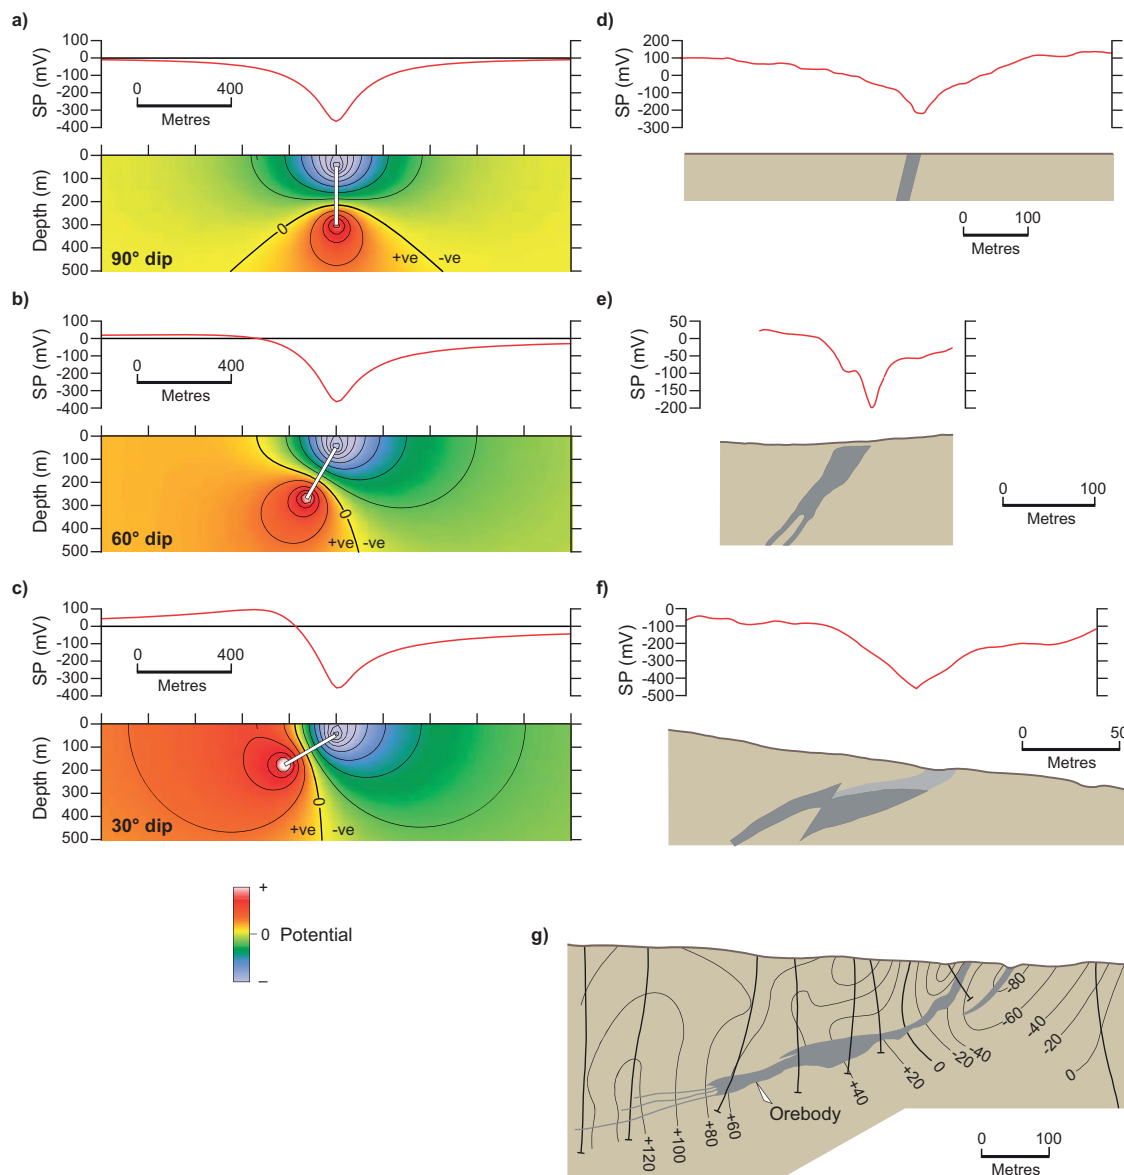 a)
100
0
-100
-200
-300
-400
SP (mV)
0 400
Metres
0
100
200
300
400
500
Depth (m)
0
+ve -ve
90° dip
b)
100
0
-100
-200
-300
-400
SP (mV)
0 400
Metres
0
100
200
300
400
500
Depth (m)
0
+ve -ve
60° dip
c)
100
0
-100
-200
-300
-400
SP (mV)
0 400
Metres
0
100
200
300
400
500
Depth (m)
0
+ve -ve
30° dip
+
0 Potential
–
d)
200
100
0
-100
-200
-300
SP (mV)
0 100
Metres
e)
50
0
-50
-100
-150
-200
SP (mV)
0 100
Metres
f)
0
-100
-200
-300
-400
-500
SP (mV)
0 50
Metres
g)
-80
-60
-40
-20
0
-40
-20
0
+20
+40
+60
+80
+100
+120
Orebody
0 100
Metres